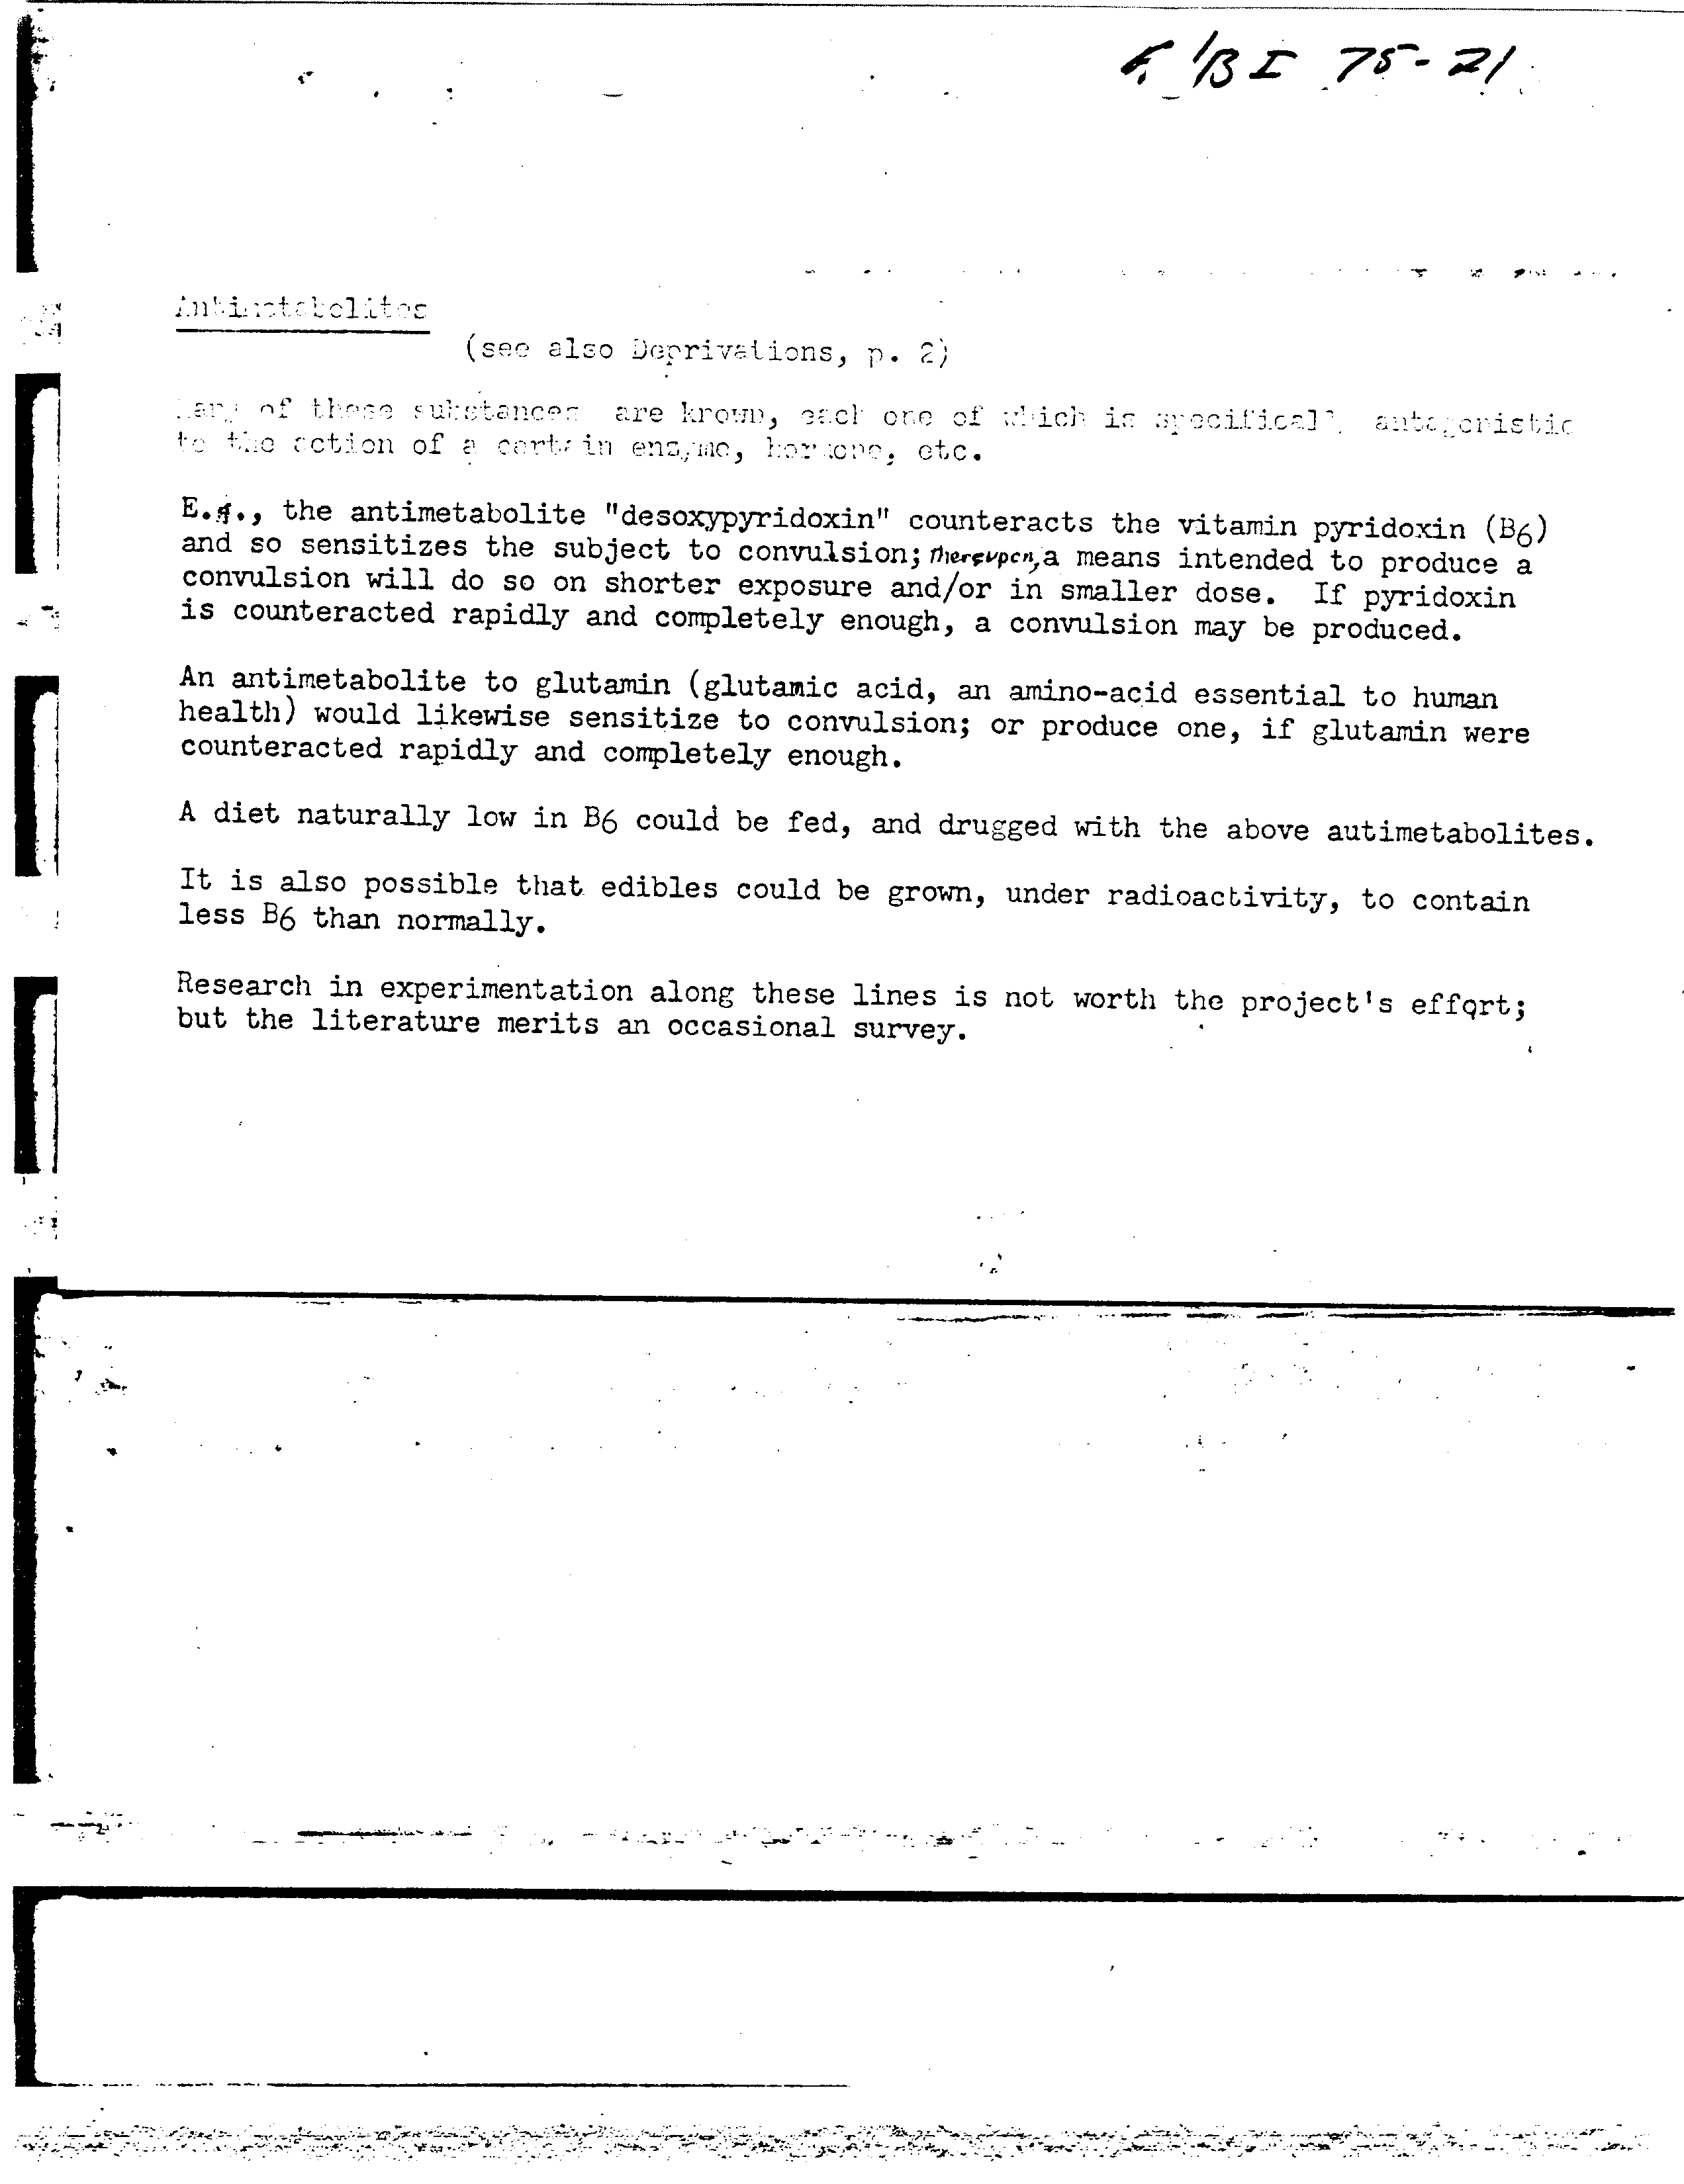 F, 1B I 75-21
Antimetabolites
(see also Deprivations, p. 2)
Many of these substances are known, each one of which is specifically antagonistic
to the action of a certain enzyme, hormone, etc.
E.g., the antimetabolite "desoxypyridoxin" counteracts the vitamin pyridoxin (B6)
and so sensitizes the subject to convulsion; thereupon, a means intended to produce a
convulsion will do so on shorter exposure and/or in smaller dose. If pyridoxin
is counteracted rapidly and completely enough, a convulsion may be produced.
An antimetabolite to glutamin (glutamic acid, an amino-acid essential to human
health) would likewise sensitize to convulsion; or produce one, if glutamin were
counteracted rapidly and completely enough.
A diet naturally low in B6 could be fed, and drugged with the above autimetabolites.
It is also possible that edibles could be grown, under radioactivity, to contain
less B6 than normally.
Research in experimentation along these lines is not worth the project's effort;
but the literature merits an occasional survey.